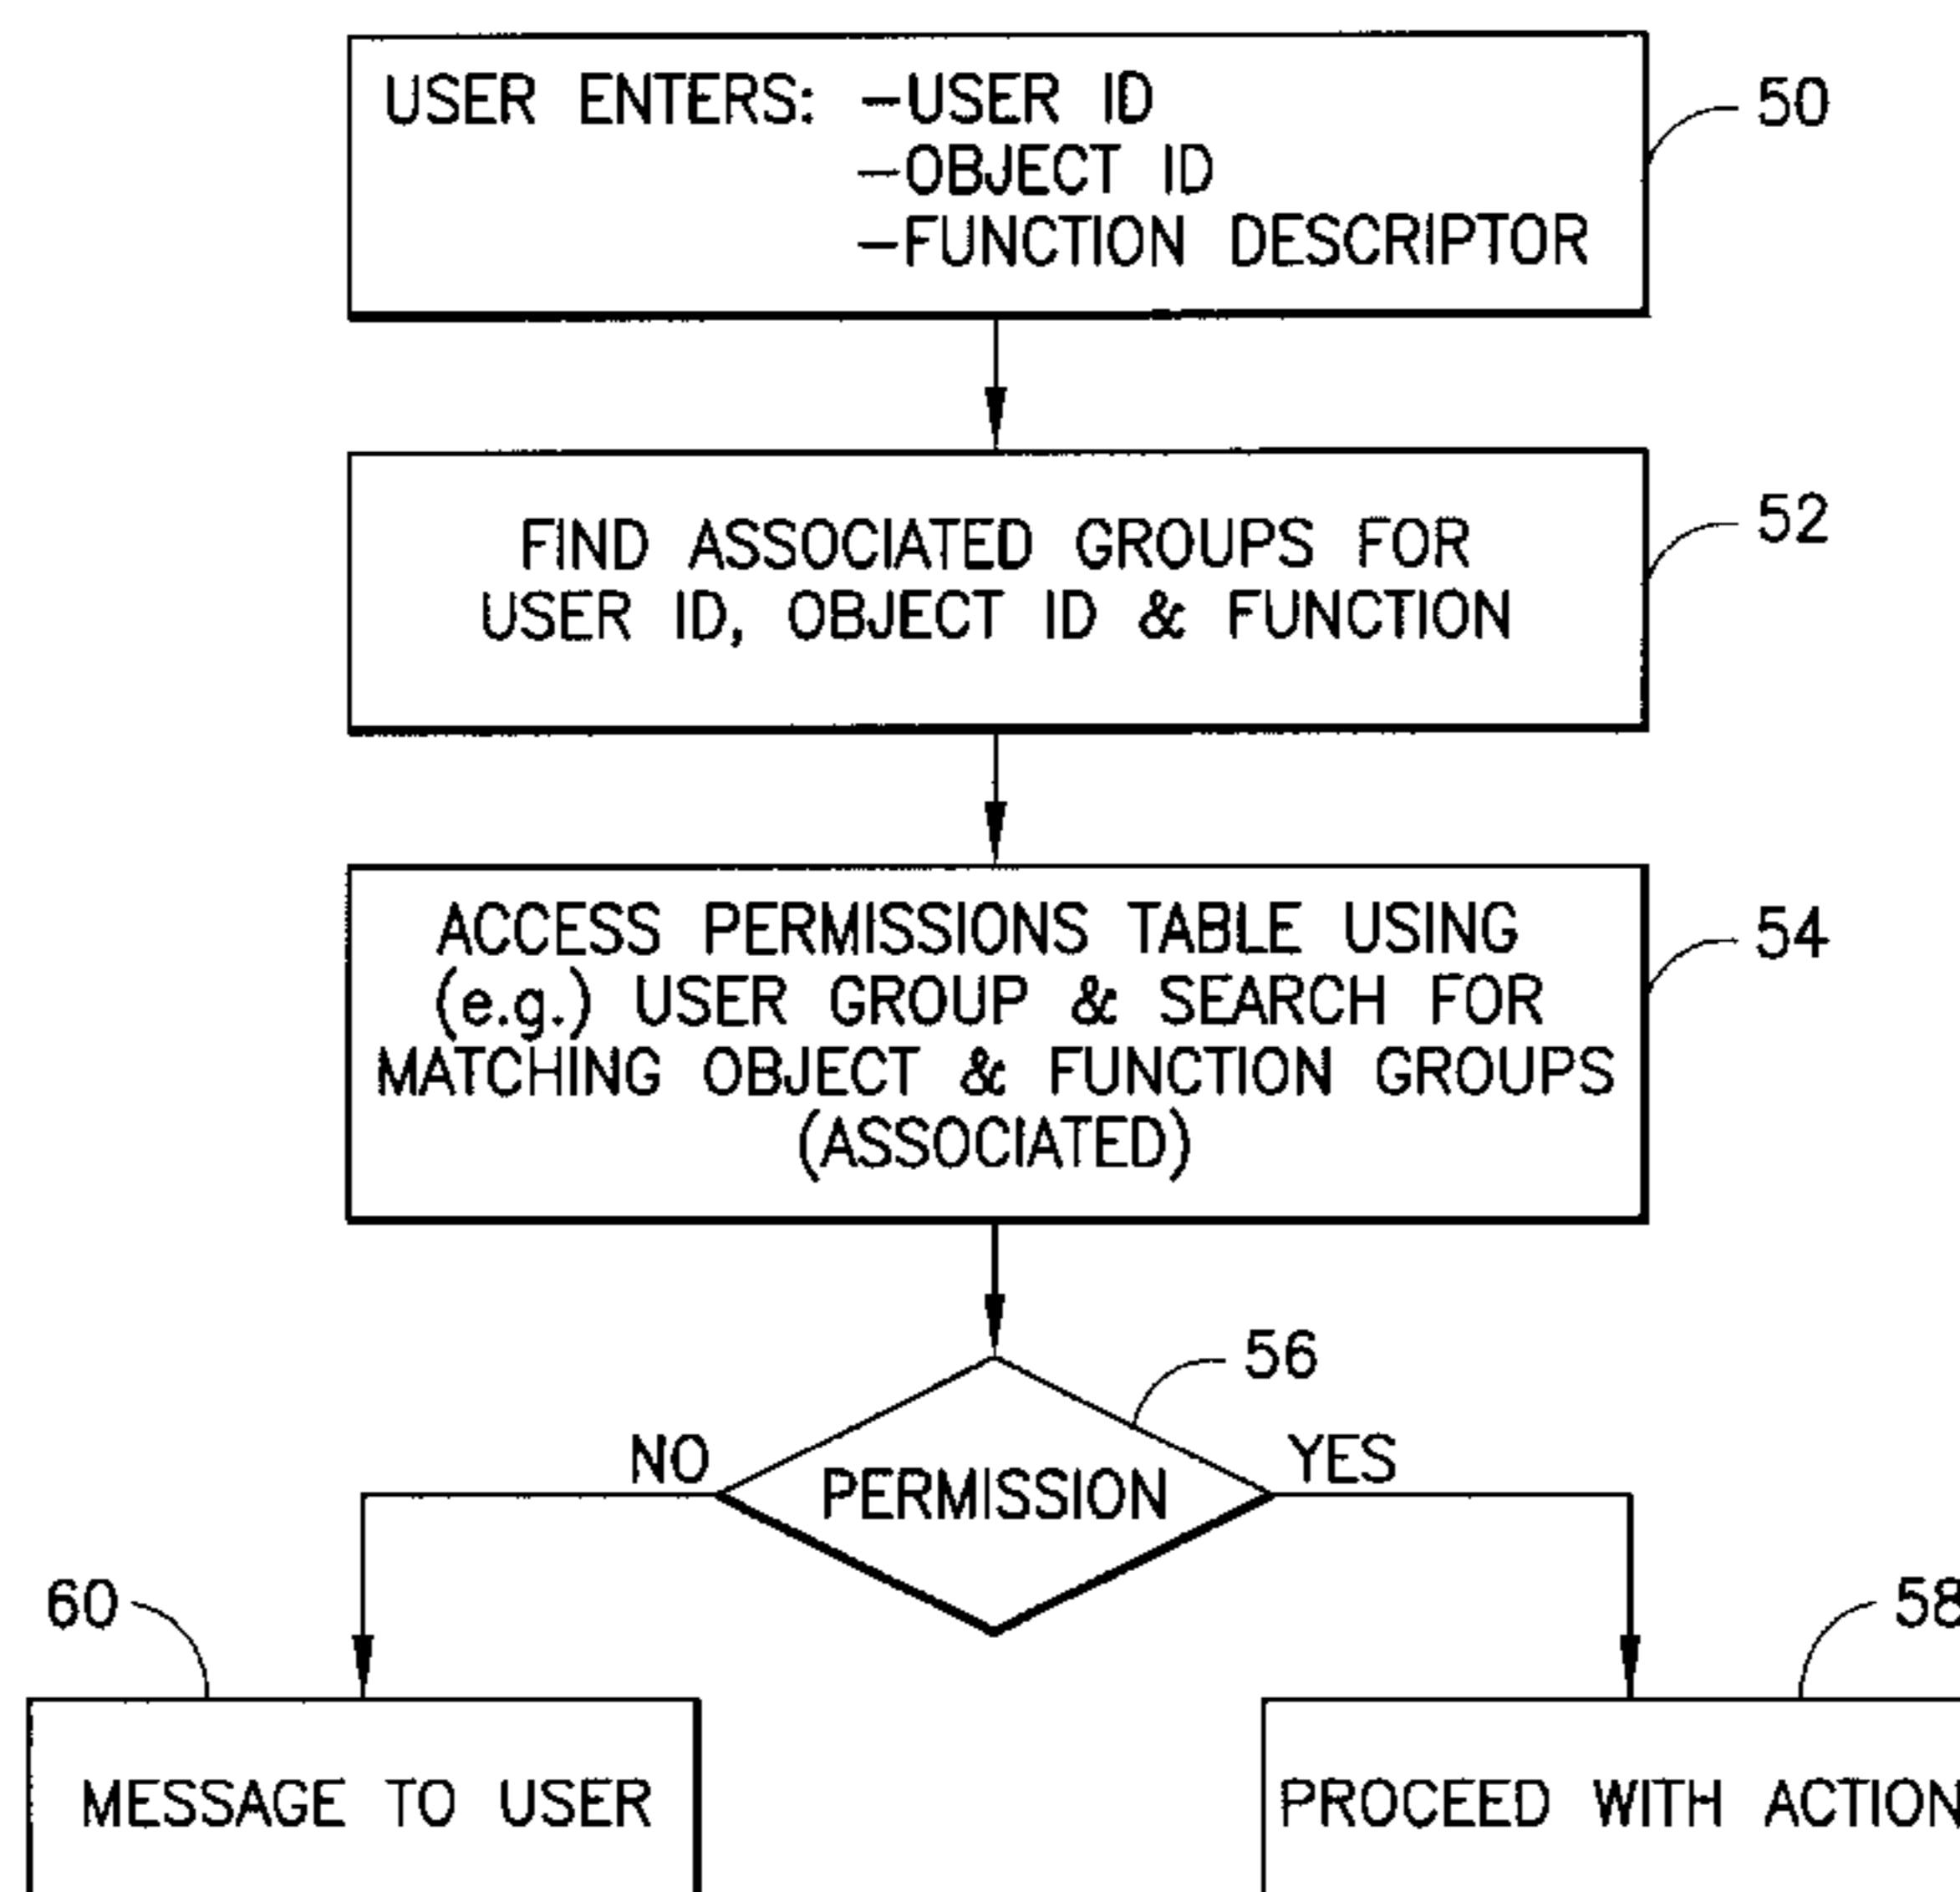 USER ENTERS: -USER ID
-OBJECT ID
-FUNCTION DESCRIPTOR
50
FIND ASSOCIATED GROUPS FOR
USER ID, OBJECT ID & FUNCTION
52
ACCESS PERMISSIONS TABLE USING
(e.g.) USER GROUP & SEARCH FOR
MATCHING OBJECT & FUNCTION GROUPS
(ASSOCIATED)
54
56
NO
PERMISSION
YES
60
58
MESSAGE TO USER
PROCEED WITH ACTION